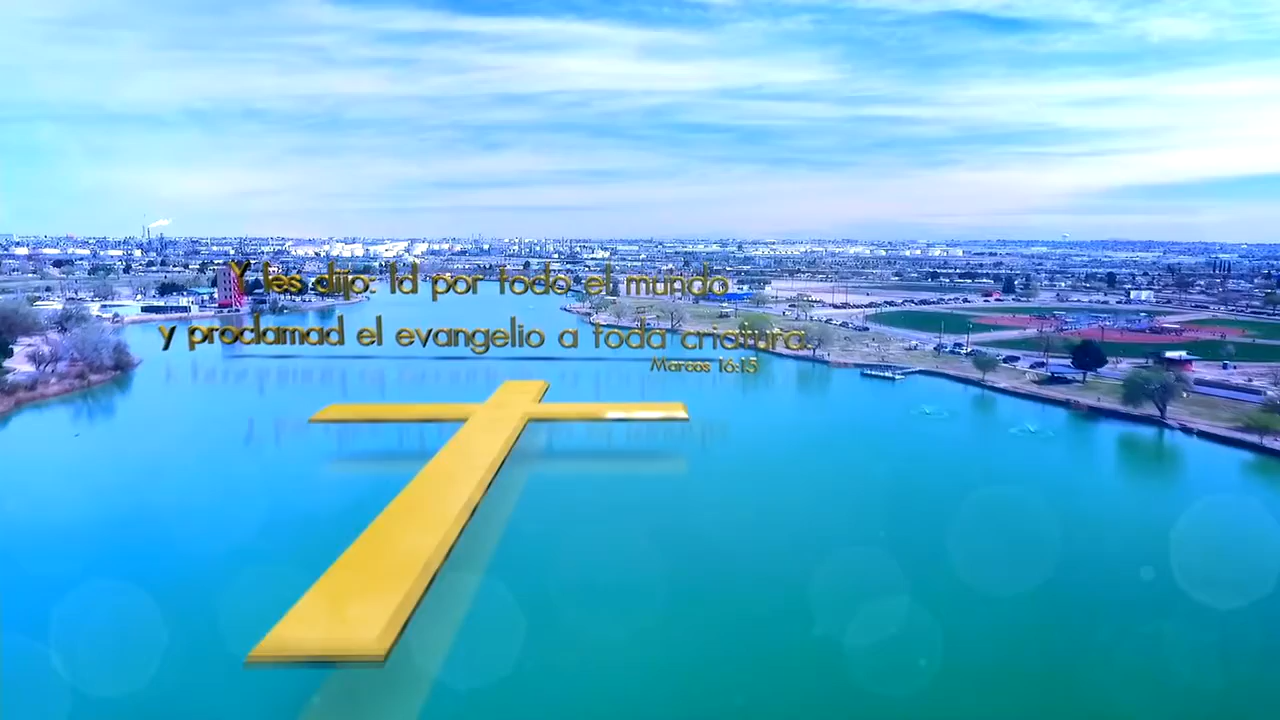 Y les dijo: Id por todo el mundo
y proclamad el evangelio a toda criatura.
Marcos 16:15